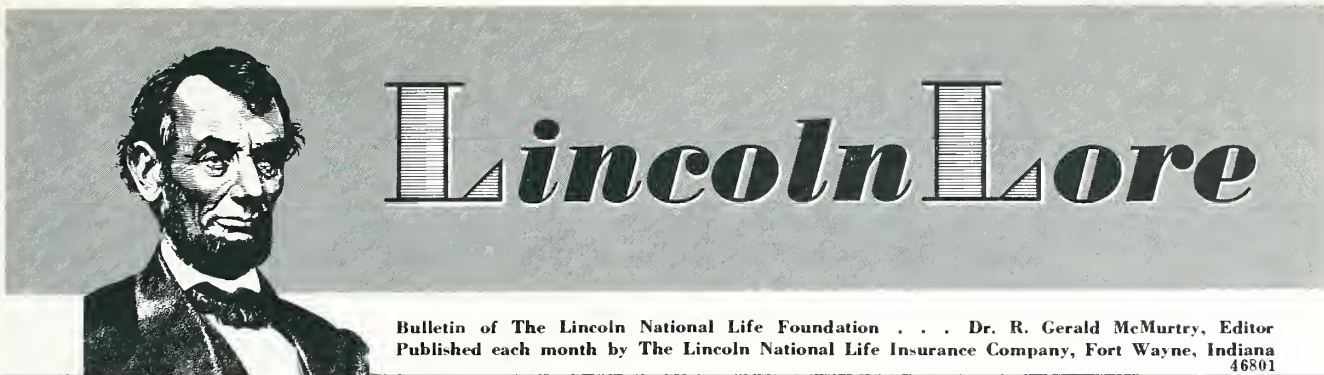 Lincoln Lore
Bulletin of The Lincoln National Life Foundation . . . Dr. R. Gerald McMurtry, Editor
Published each month by The Lincoln National Life Insurance Company, Fort Wayne, Indiana
46801